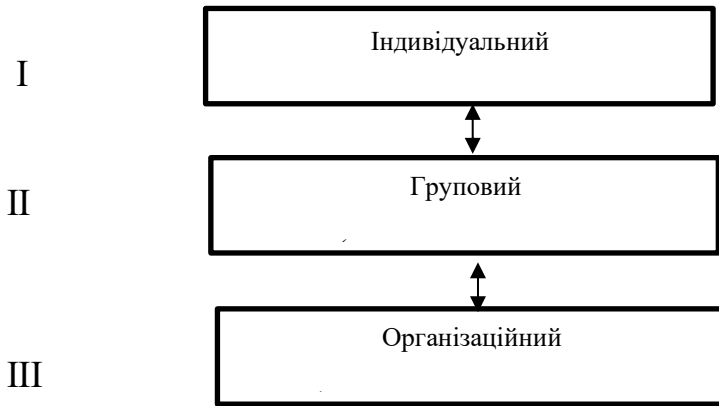 Індивідуальний
I
Груповий
II
Організаційний
III